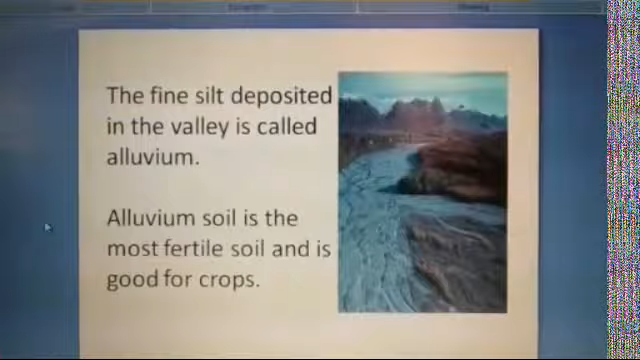 The fine silt deposited
in the valley is called
alluvium.
Alluvium soil is the
most fertile soil and is
good for crops.